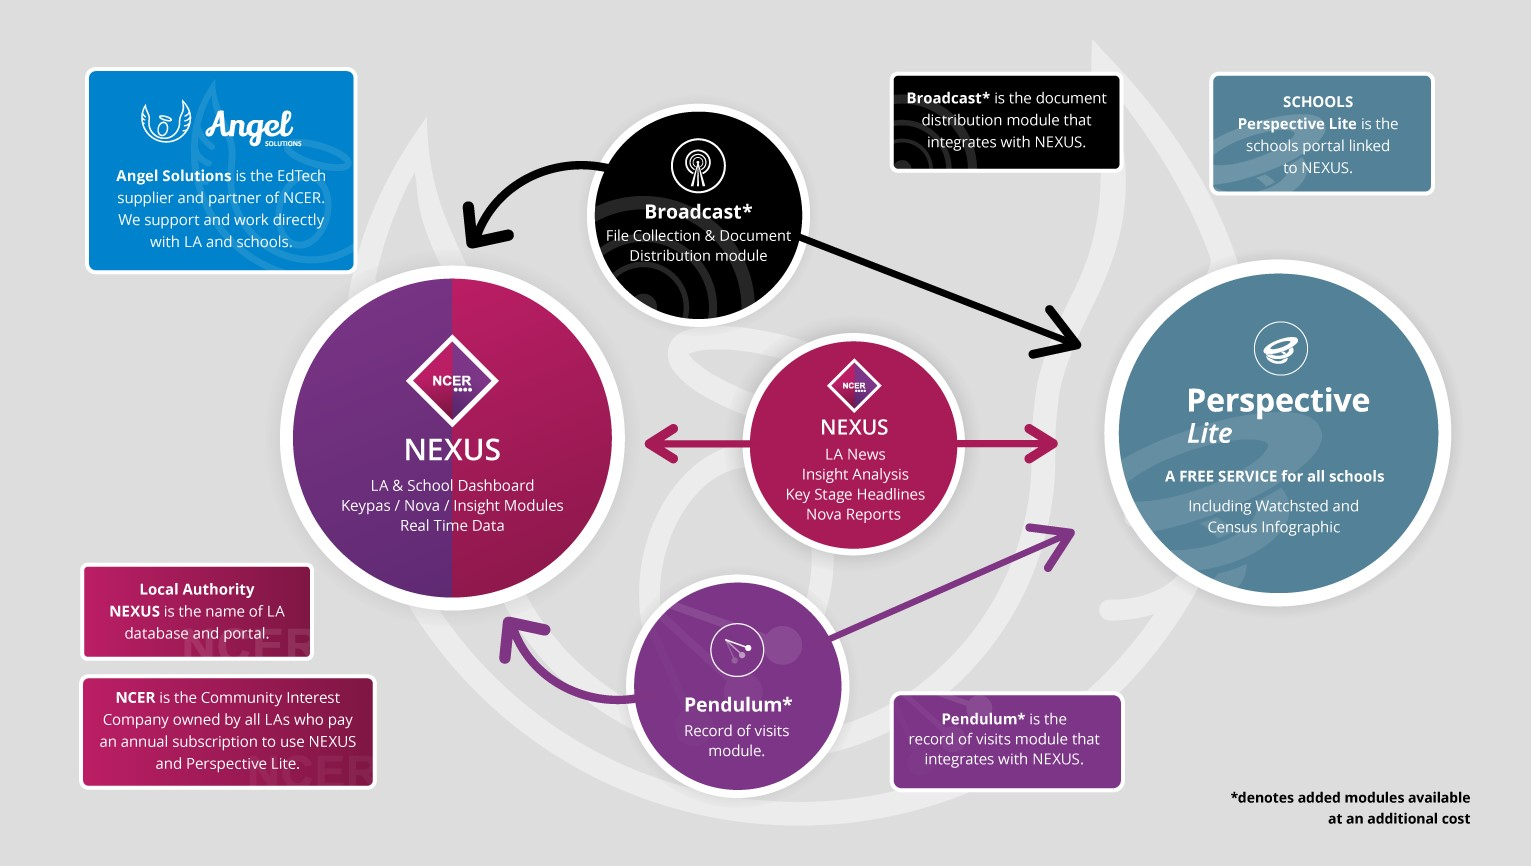 Angel
SOLUTIONS
Angel Solutions is the EdTech
supplier and partner of NCER.
We support and work directly
with LA and schools.
Broadcast*
File Collection & Document
Distribution module
Broadcast* is the document
distribution module that
integrates with NEXUS.
SCHOOLS
Perspective Lite is the
schools portal linked
to NEXUS.
NCER
NEXUS
LA & School Dashboard
Keypas / Nova / Insight Modules
Real Time Data
NCER
NEXUS
LA News
Insight Analysis
Key Stage Headlines
Nova Reports
Perspective
Lite
A FREE SERVICE for all schools
Including Watchsted and
Census Infographic
Local Authority
NEXUS is the name of LA
database and portal.
NCER
NCER is the Community Interest
Company owned by all LAs who pay
an annual subscription to use NEXUS
and Perspective Lite.
NCER
Pendulum*
Record of visits
module.
Pendulum* is the
record of visits module that
integrates with NEXUS.
*denotes added modules available
at an additional cost